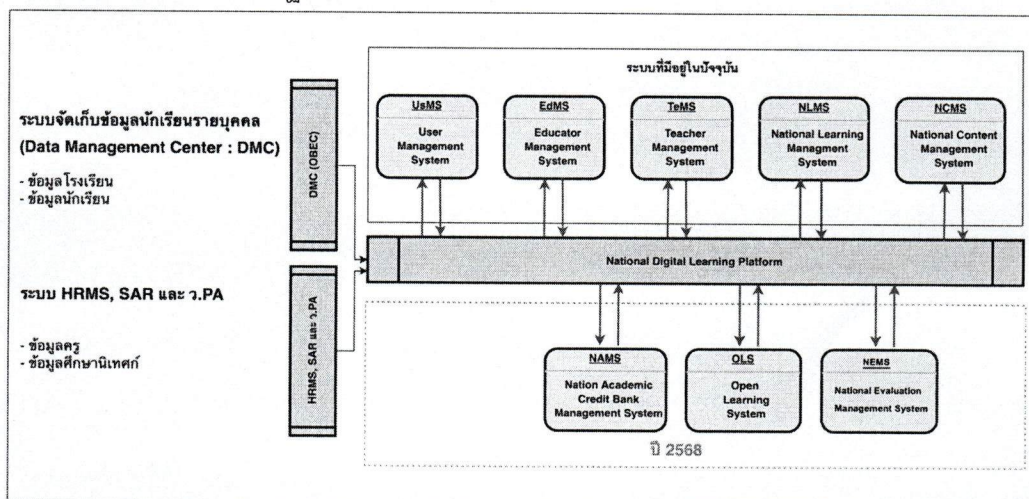 ระบบจัดเก็บข้อมูลนักเรียนรายบุคคล
(Data Management Center : DMC)
- ข้อมูลโรงเรียน
- ข้อมูลนักเรียน
ระบบ HRMS, SAR และ ว.PA
- ข้อมูลครู
- ข้อมูลศึกษานิเทศก์
DMC (OBEC)
HRMS, SAR และ ว.PA
ระบบที่มีอยู่ในปัจจุบัน
UsMS
User
Management
System
EdMS
Educator
Management
System
TeMS
Teacher
Management
System
NLMS
National Learning
Managment
System
NCMS
National Content
Management
System
National Digital Learning Platform
NAMS
Nation Academic
Credit Bank
Management System
OLS
Open
Learning
System
NEMS
National Evaluation
Management System
ปี 2568